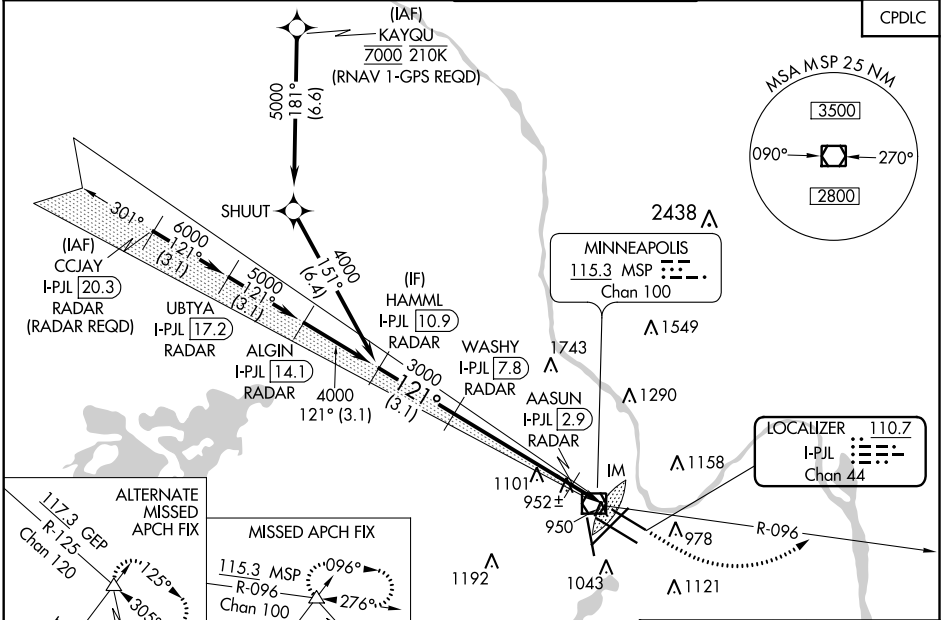 CPDLC
(IAF)
KAYQU
7000 210K
(RNAV 1-GPS REQD)
5000
181°
(6.6)
MSA MSP 25 NM
3500
090°
270°
2800
SHUUT
4000
151°
(6.4)
301°
6000
121°
(3.1)
(IAF)
CCJAY
I-PJL 20.3
RADAR
(RADAR REQD)
5000
121°
(3.1)
UBTYA
I-PJL 17.2
RADAR
ALGIN
I-PJL 14.1
RADAR
4000
121° (3.1)
(IF)
HAMML
I-PJL 10.9
RADAR
3000
121°
(3.1)
WASHY
I-PJL 7.8
RADAR
AASUN
I-PJL 2.9
RADAR
2438
MINNEAPOLIS
115.3 MSP
Chan 100
1549
1743
1290
LOCALIZER 110.7
I-PJL
Chan 44
1158
IM
1101
952±
950
978
R-096
1192
1043
1121
ALTERNATE
MISSED
APCH FIX
117.3 GEP
R-125
Chan 120
125°
305°
MISSED APCH FIX
115.3 MSP
R-096
Chan 100
096°
276°